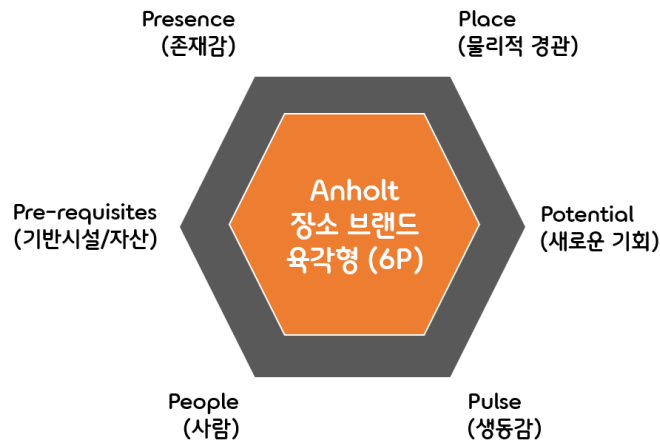 Presence
(존재감)
Place
(물리적 경관)
Pre-requisites
(기반시설/자산)
Anholt
장소 브랜드
육각형 (6P)
Potential
(새로운 기회)
People
(사람)
Pulse
(생동감)